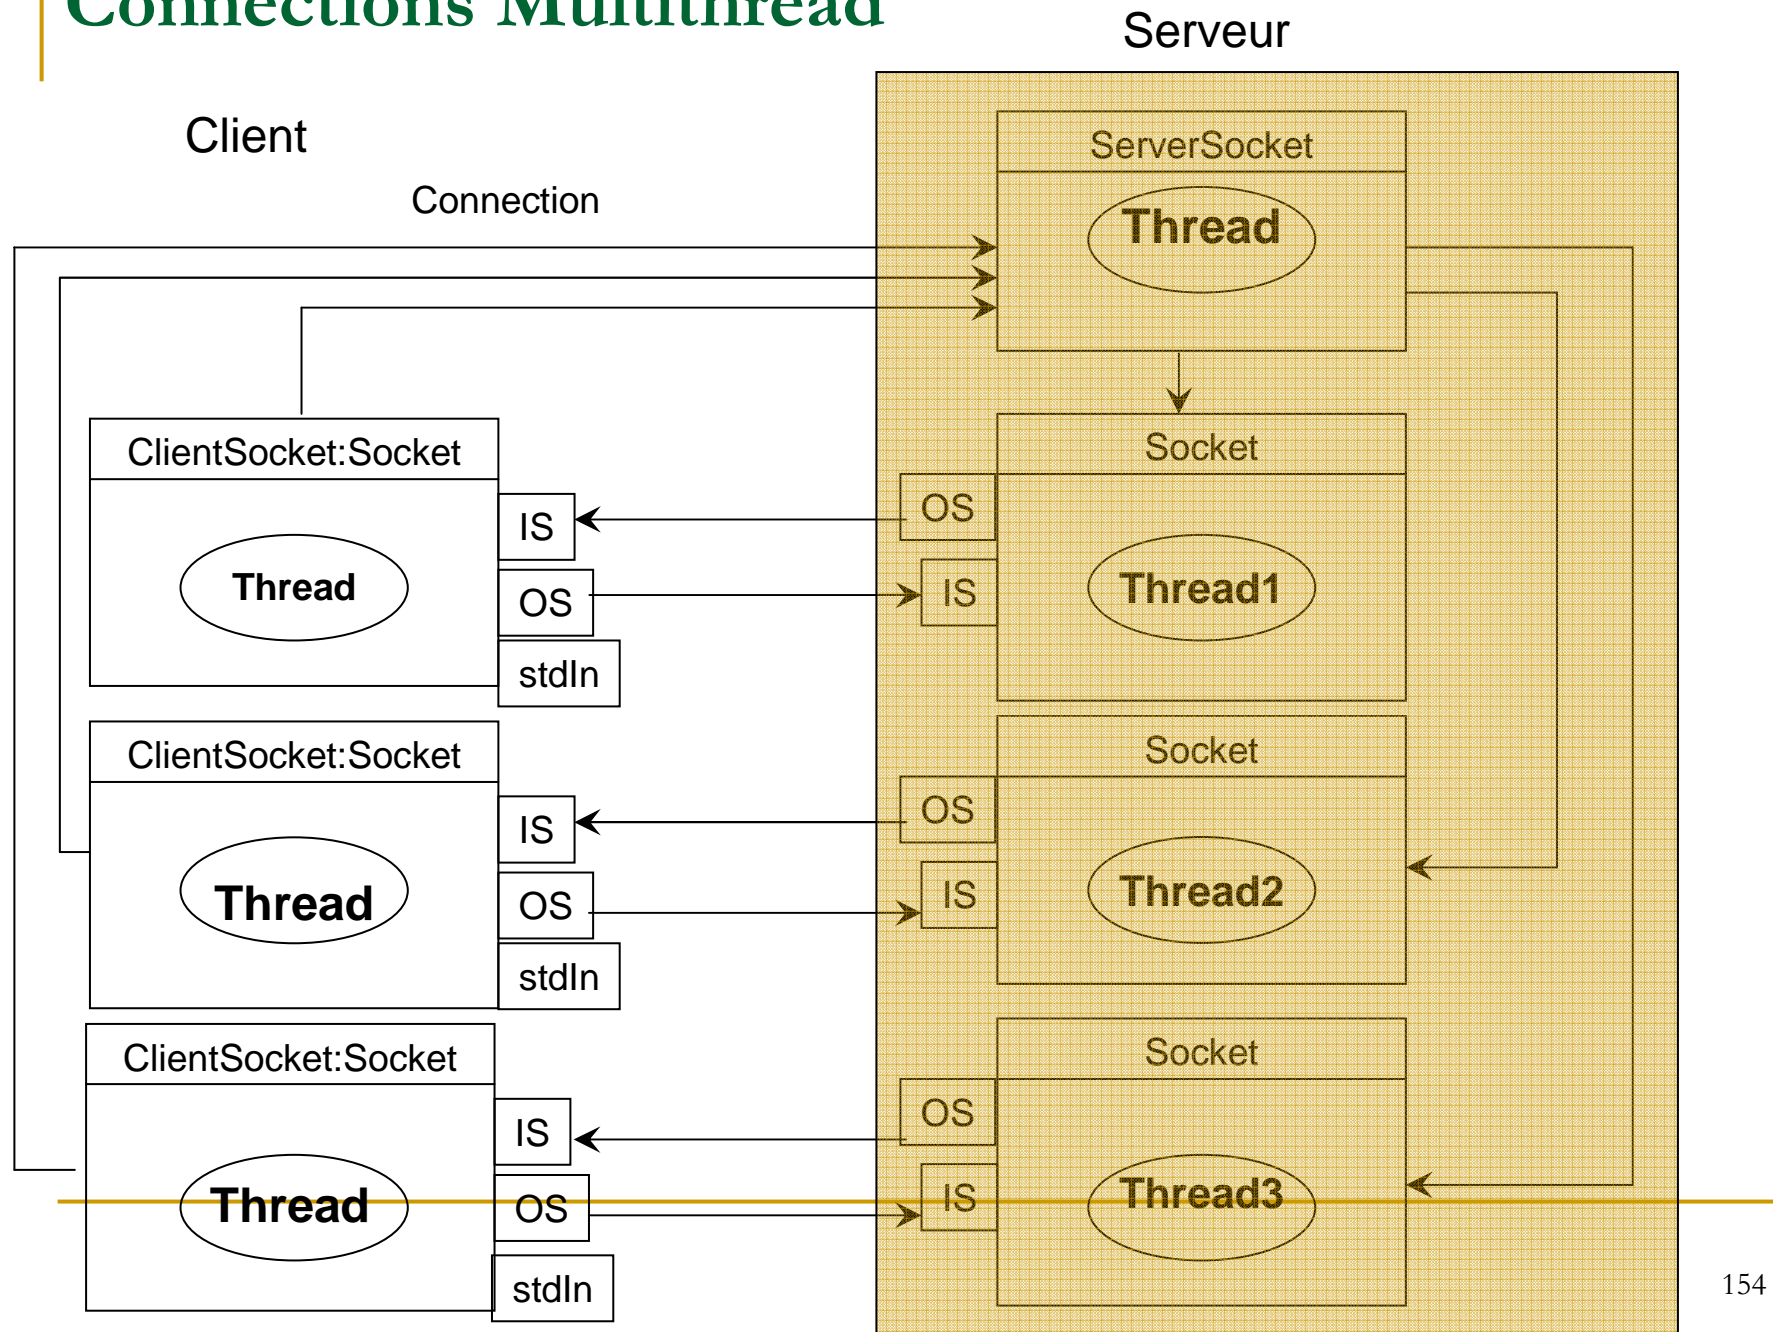 Connections Multithread
Serveur
Client
Connection
ServerSocket
Thread
ClientSocket:Socket
Thread
IS
OS
stdIn
Socket
OS
IS
Thread1
ClientSocket:Socket
Thread
IS
OS
stdIn
Socket
OS
IS
Thread2
ClientSocket:Socket
Thread
IS
OS
stdIn
Socket
OS
IS
Thread3
154